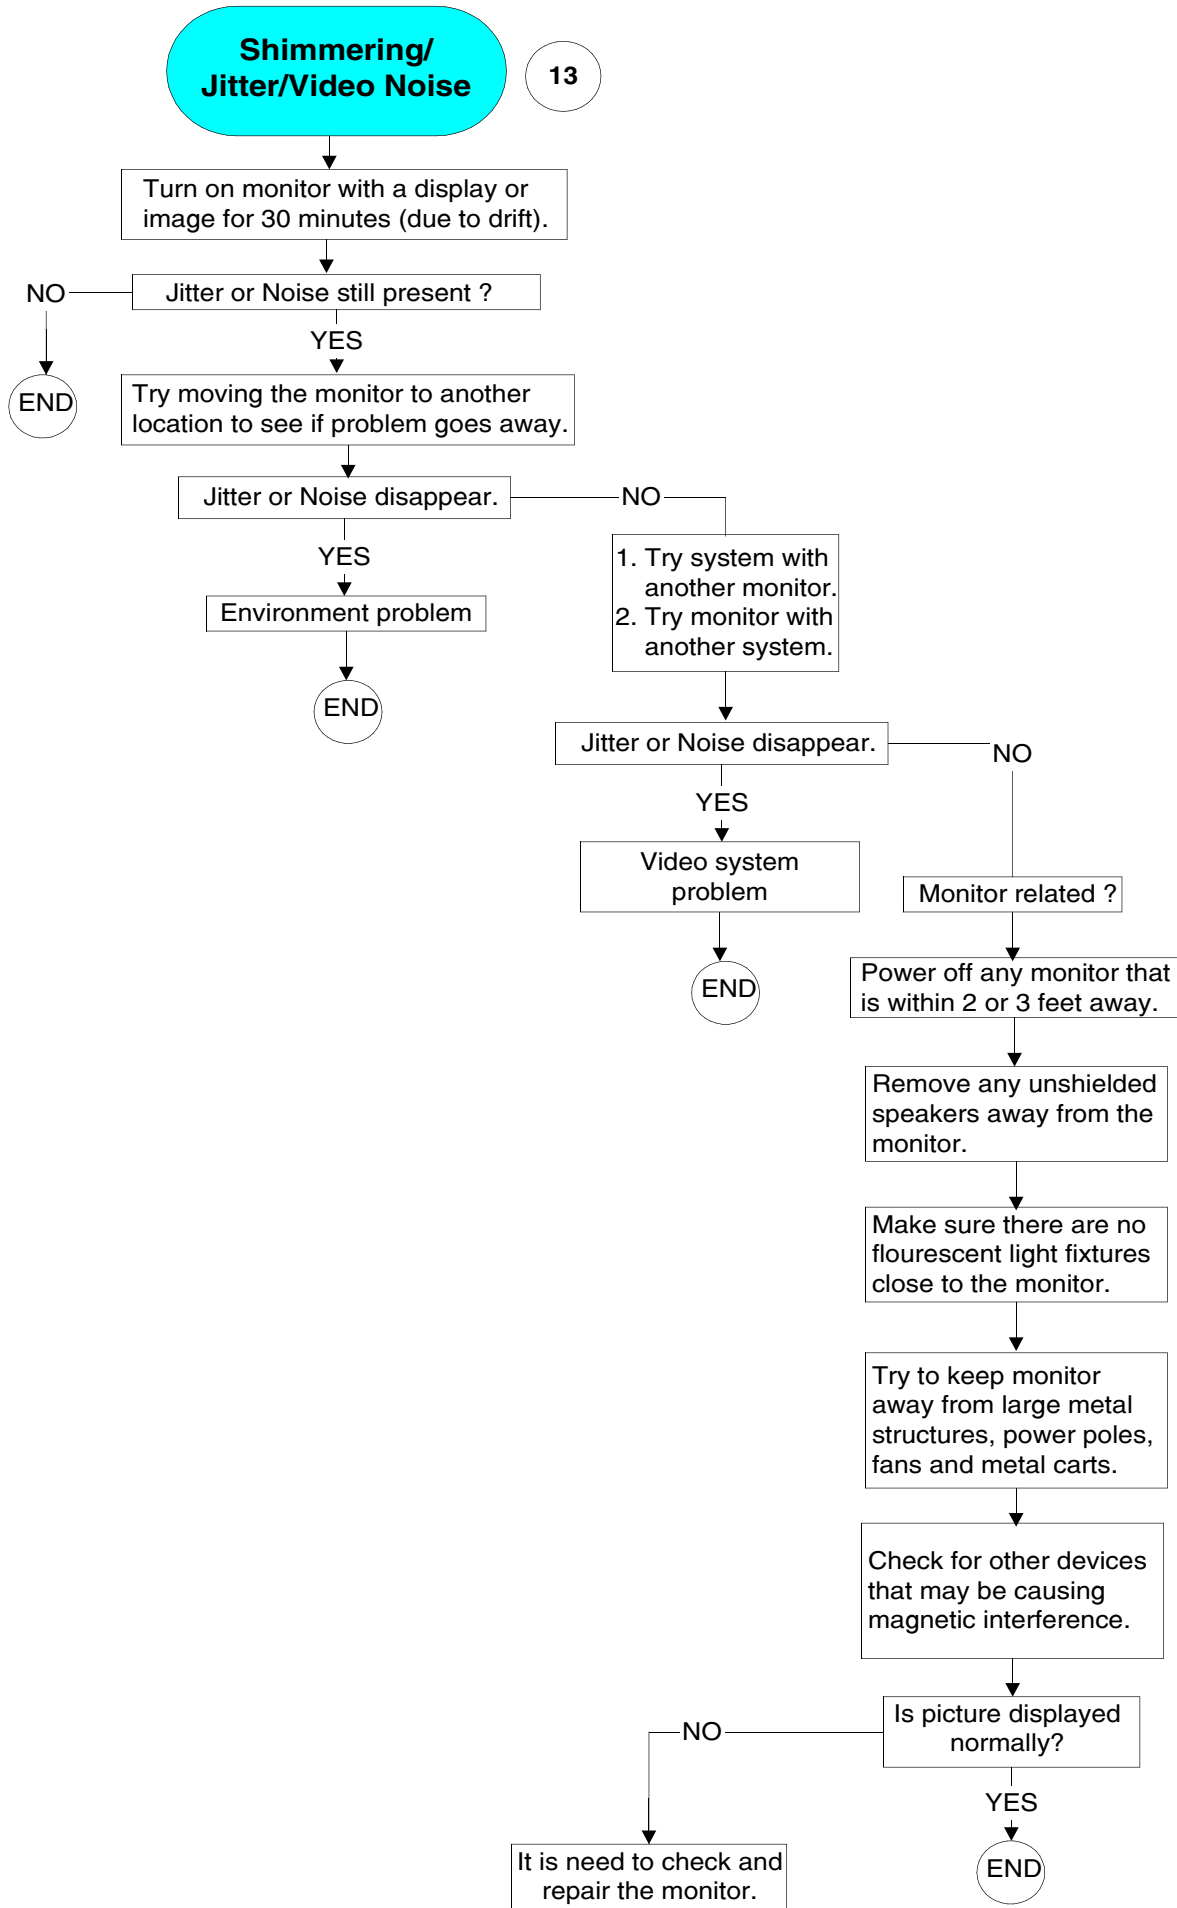 Shimmering/
Jitter/Video Noise
13
Turn on monitor with a display or
image for 30 minutes (due to drift).
NO
Jitter or Noise still present ?
YES
END
Try moving the monitor to another
location to see if problem goes away.
Jitter or Noise disappear.
NO
YES
1. Try system with
another monitor.
2. Try monitor with
another system.
Environment problem
END
Jitter or Noise disappear.
NO
YES
Video system
problem
Monitor related ?
END
Power off any monitor that
is within 2 or 3 feet away.
Remove any unshielded
speakers away from the
monitor.
Make sure there are no
flourescent light fixtures
close to the monitor.
Try to keep monitor
away from large metal
structures, power poles,
fans and metal carts.
Check for other devices
that may be causing
magnetic interference.
Is picture displayed
normally?
NO
YES
It is need to check and
repair the monitor.
END